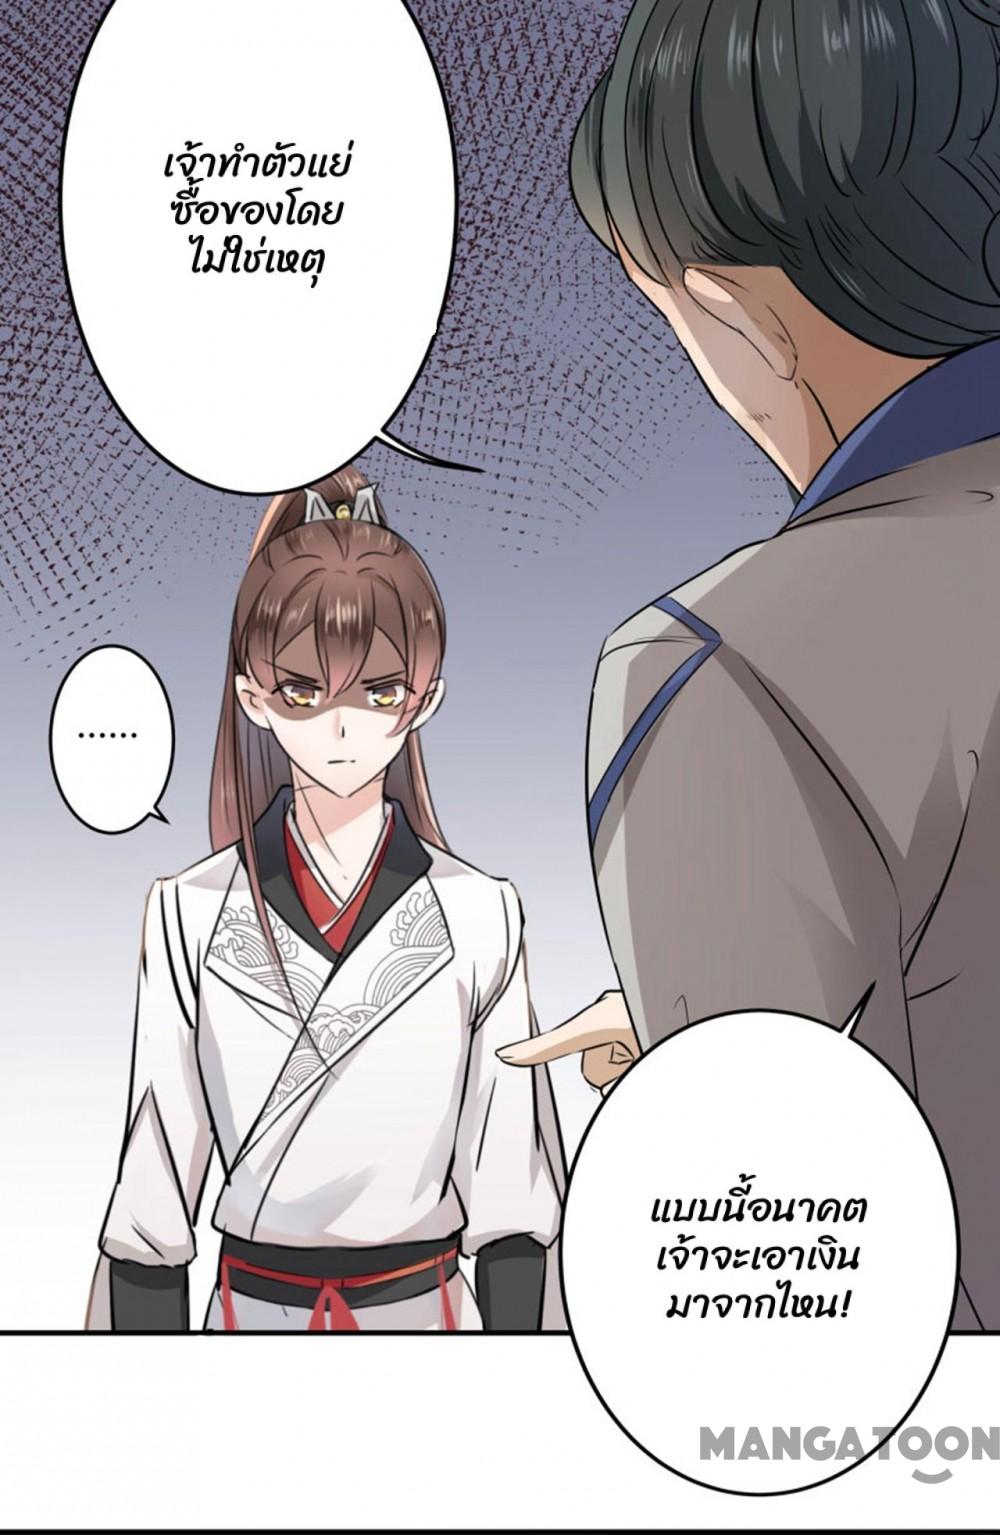 เจ้าทำตัวแย่
ซื้อของโดย
ไม่ใช่เหตุ
......
แบบนี้อนาคต
เจ้าจะเอาเงิน
มาจากไหน!
MANGATOON